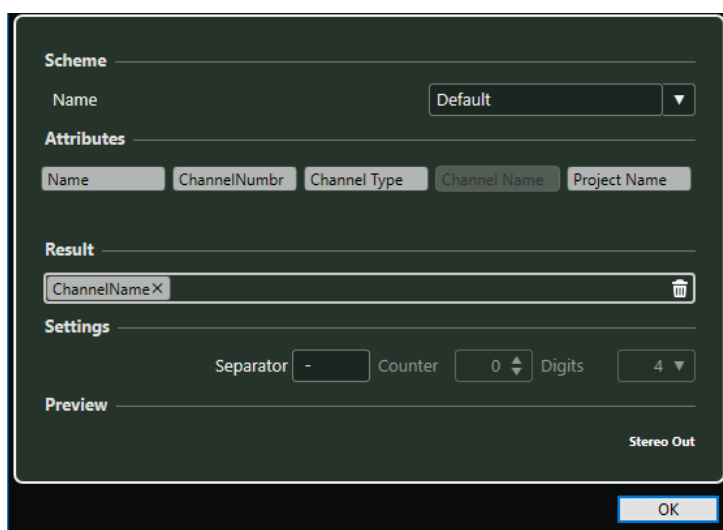 Scheme
Name Default
Attributes
Name ChannelNumbr Channel Type Channel Name Project Name
Result
ChannelName×
Settings
Separator - Counter 0 Digits 4
Preview
Stereo Out
OK